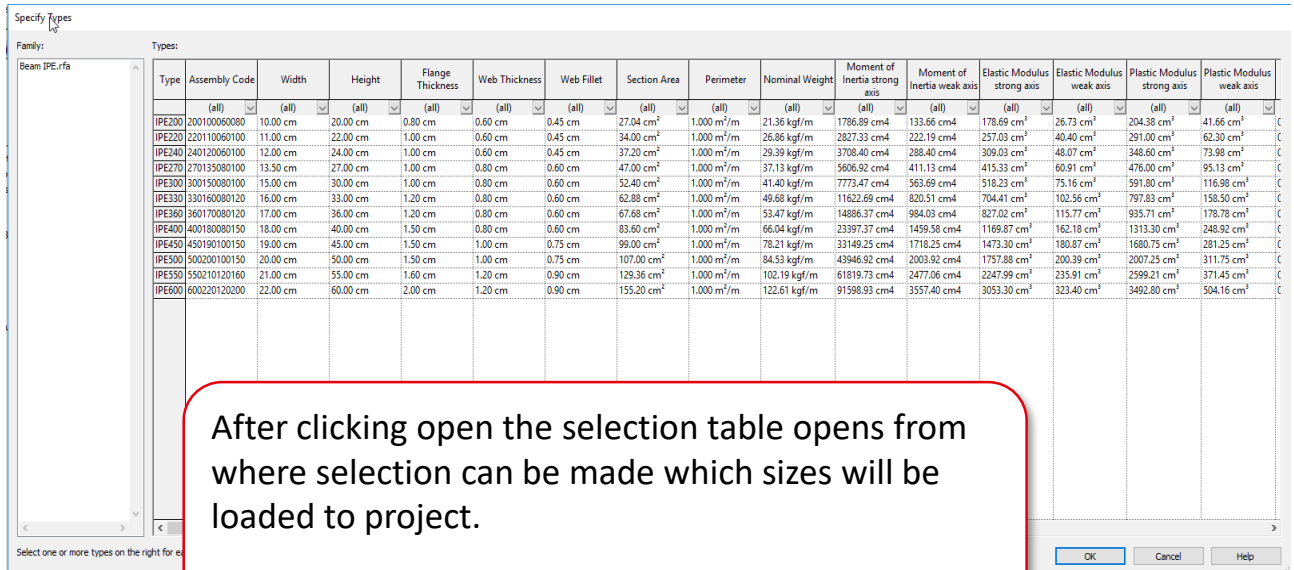 Specify Types
Family:
Types:
Beam IPE.rfa
Type Assembly Code Width Height Flange Thickness Web Thickness Web Fillet Section Area Perimeter Nominal Weight Moment of Inertia strong axis Moment of Inertia weak axis Elastic Modulus strong axis Elastic Modulus weak axis Plastic Modulus strong axis Plastic Modulus weak axis
(all) (all) (all) (all) (all) (all) (all) (all) (all) (all) (all) (all) (all) (all) (all)
IPE200 200100060080 10.00 cm 20.00 cm 0.80 cm 0.60 cm 0.45 cm 27.04 cm² 1.000 m²/m 21.36 kgf/m 1786.89 cm4 133.66 cm4 178.69 cm³ 26.73 cm³ 204.38 cm³ 41.66 cm³
IPE220 220110060100 11.00 cm 22.00 cm 1.00 cm 0.60 cm 0.45 cm 34.00 cm² 1.000 m²/m 26.86 kgf/m 2827.33 cm4 222.19 cm4 257.03 cm³ 40.40 cm³ 291.00 cm³ 62.30 cm³
IPE240 240120060100 12.00 cm 24.00 cm 1.00 cm 0.60 cm 0.45 cm 37.20 cm² 1.000 m²/m 29.39 kgf/m 3708.40 cm4 288.40 cm4 309.03 cm³ 48.07 cm³ 348.60 cm³ 73.98 cm³
IPE270 270135080100 13.50 cm 27.00 cm 1.00 cm 0.80 cm 0.60 cm 47.00 cm² 1.000 m²/m 37.13 kgf/m 5606.92 cm4 411.13 cm4 415.33 cm³ 60.91 cm³ 476.00 cm³ 95.13 cm³
IPE300 300150080100 15.00 cm 30.00 cm 1.00 cm 0.80 cm 0.60 cm 52.40 cm² 1.000 m²/m 41.40 kgf/m 7773.47 cm4 563.69 cm4 518.23 cm³ 75.16 cm³ 591.80 cm³ 116.98 cm³
IPE330 330160080120 16.00 cm 33.00 cm 1.20 cm 0.80 cm 0.60 cm 62.88 cm² 1.000 m²/m 49.68 kgf/m 11622.69 cm4 820.51 cm4 704.41 cm³ 102.56 cm³ 797.83 cm³ 158.50 cm³
IPE360 360170080120 17.00 cm 36.00 cm 1.20 cm 0.80 cm 0.60 cm 67.68 cm² 1.000 m²/m 53.47 kgf/m 14886.37 cm4 984.03 cm4 827.02 cm³ 115.77 cm³ 935.71 cm³ 178.78 cm³
IPE400 400180080150 18.00 cm 40.00 cm 1.50 cm 0.80 cm 0.60 cm 83.60 cm² 1.000 m²/m 66.04 kgf/m 23397.37 cm4 1459.58 cm4 1169.87 cm³ 162.18 cm³ 1313.30 cm³ 248.92 cm³
IPE450 450190100150 19.00 cm 45.00 cm 1.50 cm 1.00 cm 0.75 cm 99.00 cm² 1.000 m²/m 78.21 kgf/m 33149.25 cm4 1718.25 cm4 1473.30 cm³ 180.87 cm³ 1680.75 cm³ 281.25 cm³
IPE500 500200100150 20.00 cm 50.00 cm 1.50 cm 1.00 cm 0.75 cm 107.00 cm² 1.000 m²/m 84.53 kgf/m 43946.92 cm4 2003.92 cm4 1757.88 cm³ 200.39 cm³ 2007.25 cm³ 311.75 cm³
IPE550 550210120160 21.00 cm 55.00 cm 1.60 cm 1.20 cm 0.90 cm 129.36 cm² 1.000 m²/m 102.19 kgf/m 61819.73 cm4 2477.06 cm4 2247.99 cm³ 235.91 cm³ 2599.21 cm³ 371.45 cm³
IPE600 600220120200 22.00 cm 60.00 cm 2.00 cm 1.20 cm 0.90 cm 155.20 cm² 1.000 m²/m 122.61 kgf/m 91598.93 cm4 3557.40 cm4 3053.30 cm³ 323.40 cm³ 3492.80 cm³ 504.16 cm³
After clicking open the selection table opens from
where selection can be made which sizes will be
loaded to project.
Select one or more types on the right for
OK Cancel Help